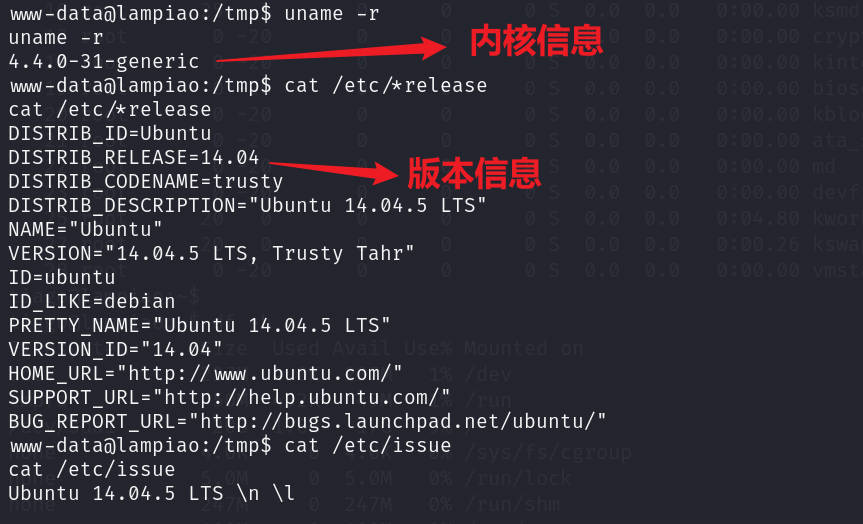 www-data@lampiao:/tmp$ uname -r
uname -r
4.4.0-31-generic
内核信息
www-data@lampiao:/tmp$ cat /etc/*release
cat /etc/*release
DISTRIB_ID=Ubuntu
DISTRIB_RELEASE=14.04
版本信息
DISTRIB_CODENAME=trusty
DISTRIB_DESCRIPTION="Ubuntu 14.04.5 LTS"
NAME="Ubuntu"
VERSION="14.04.5 LTS, Trusty Tahr"
ID=ubuntu
ID_LIKE=debian
PRETTY_NAME="Ubuntu 14.04.5 LTS"
VERSION_ID="14.04"
HOME_URL="http://www.ubuntu.com/"
SUPPORT_URL="http://help.ubuntu.com/"
BUG_REPORT_URL="http://bugs.launchpad.net/ubuntu/"
www-data@lampiao:/tmp$ cat /etc/issue
cat /etc/issue
Ubuntu 14.04.5 LTS \n \l